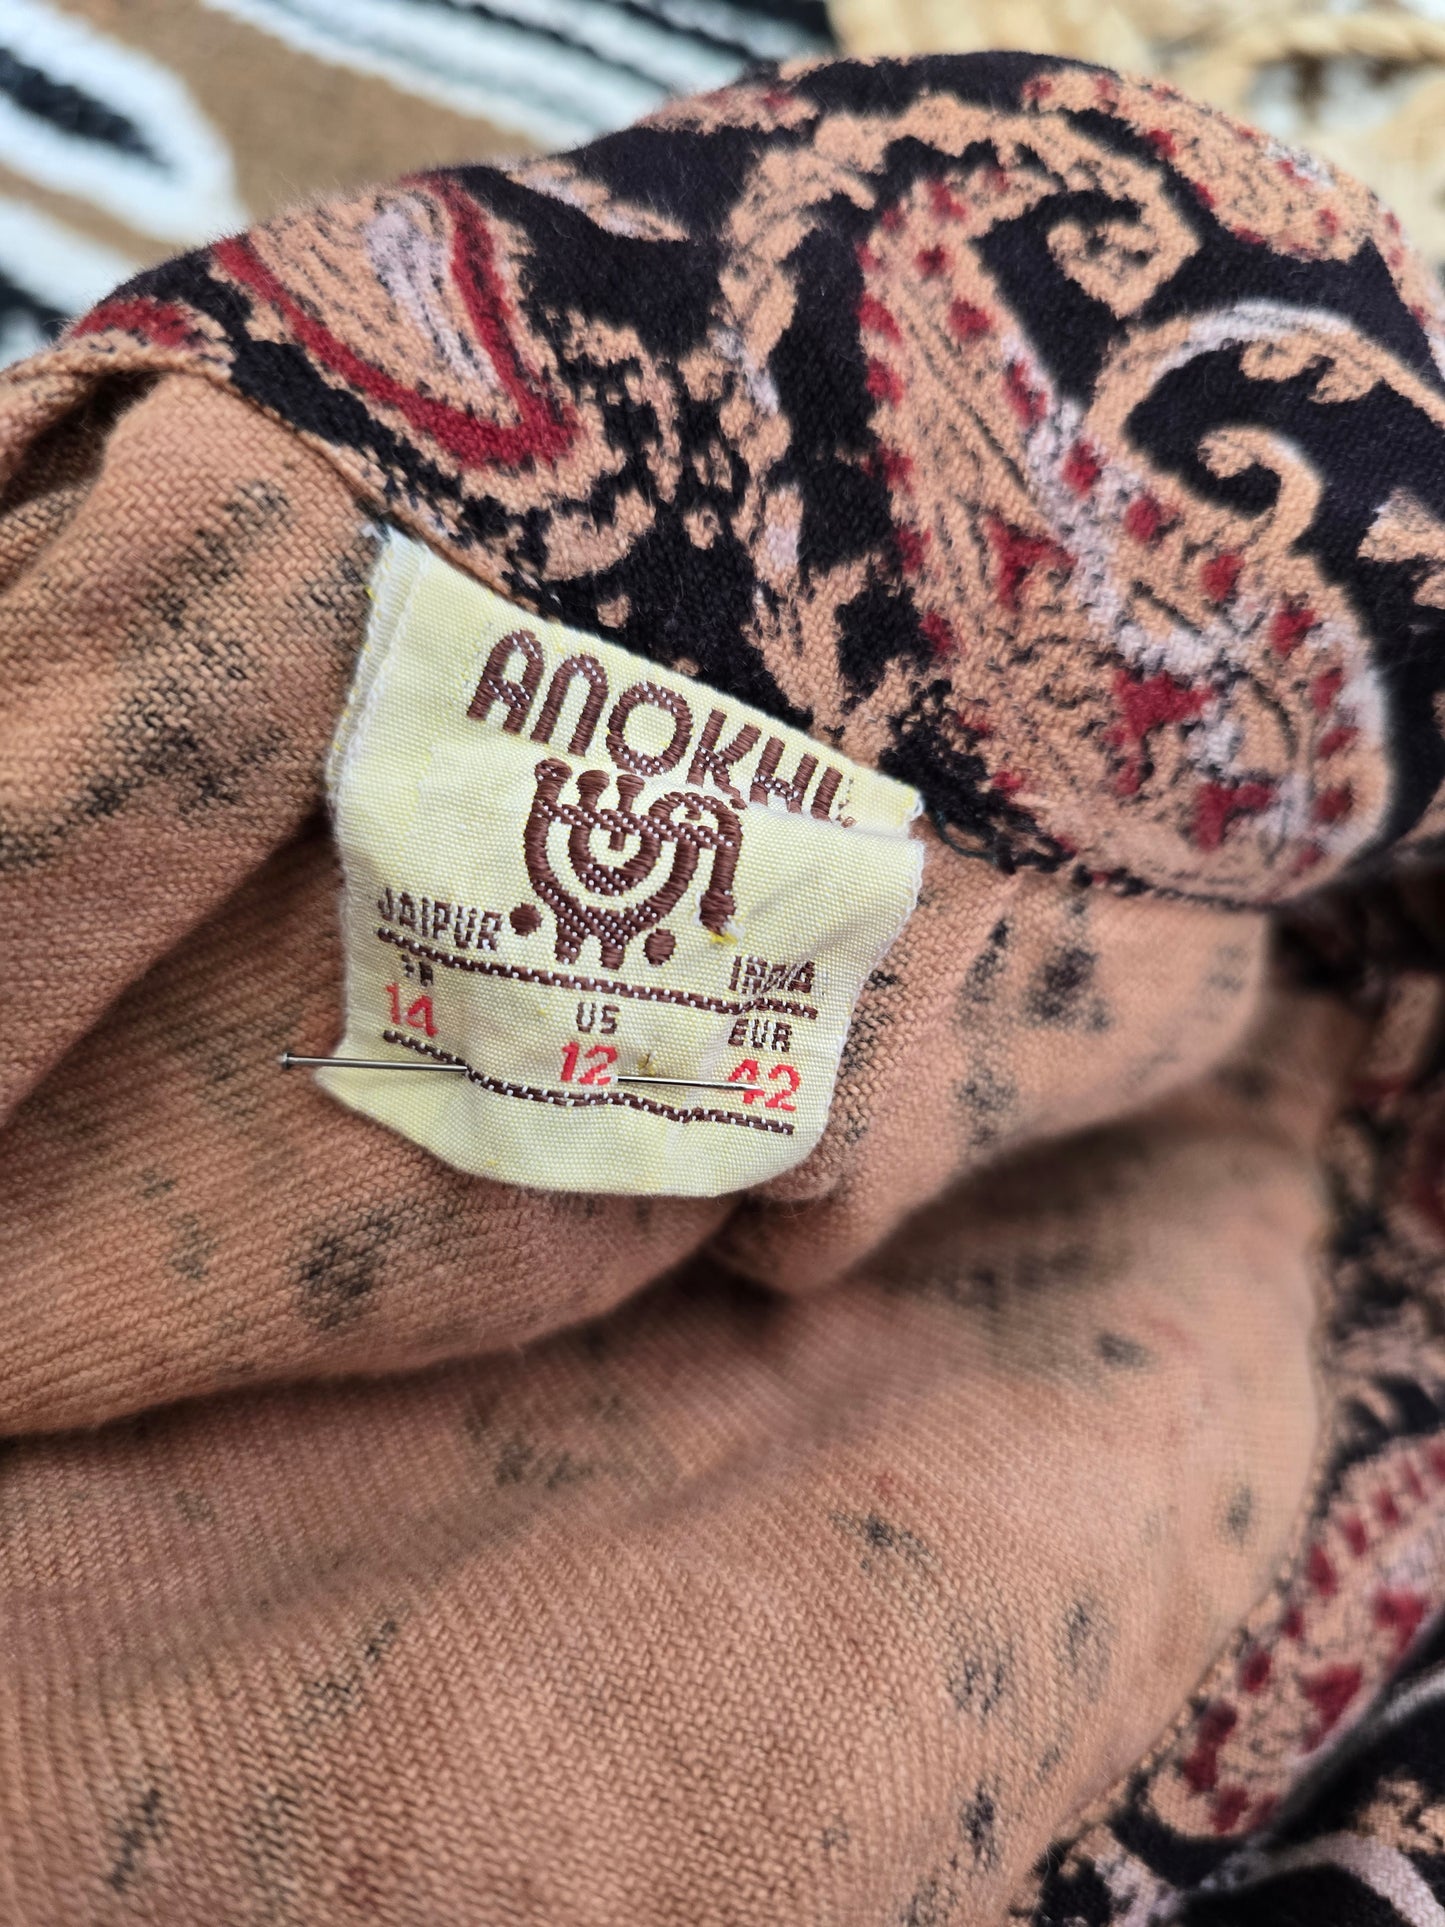 ANOKHI
JAIPUR INDIA
US EUR
14 12 42